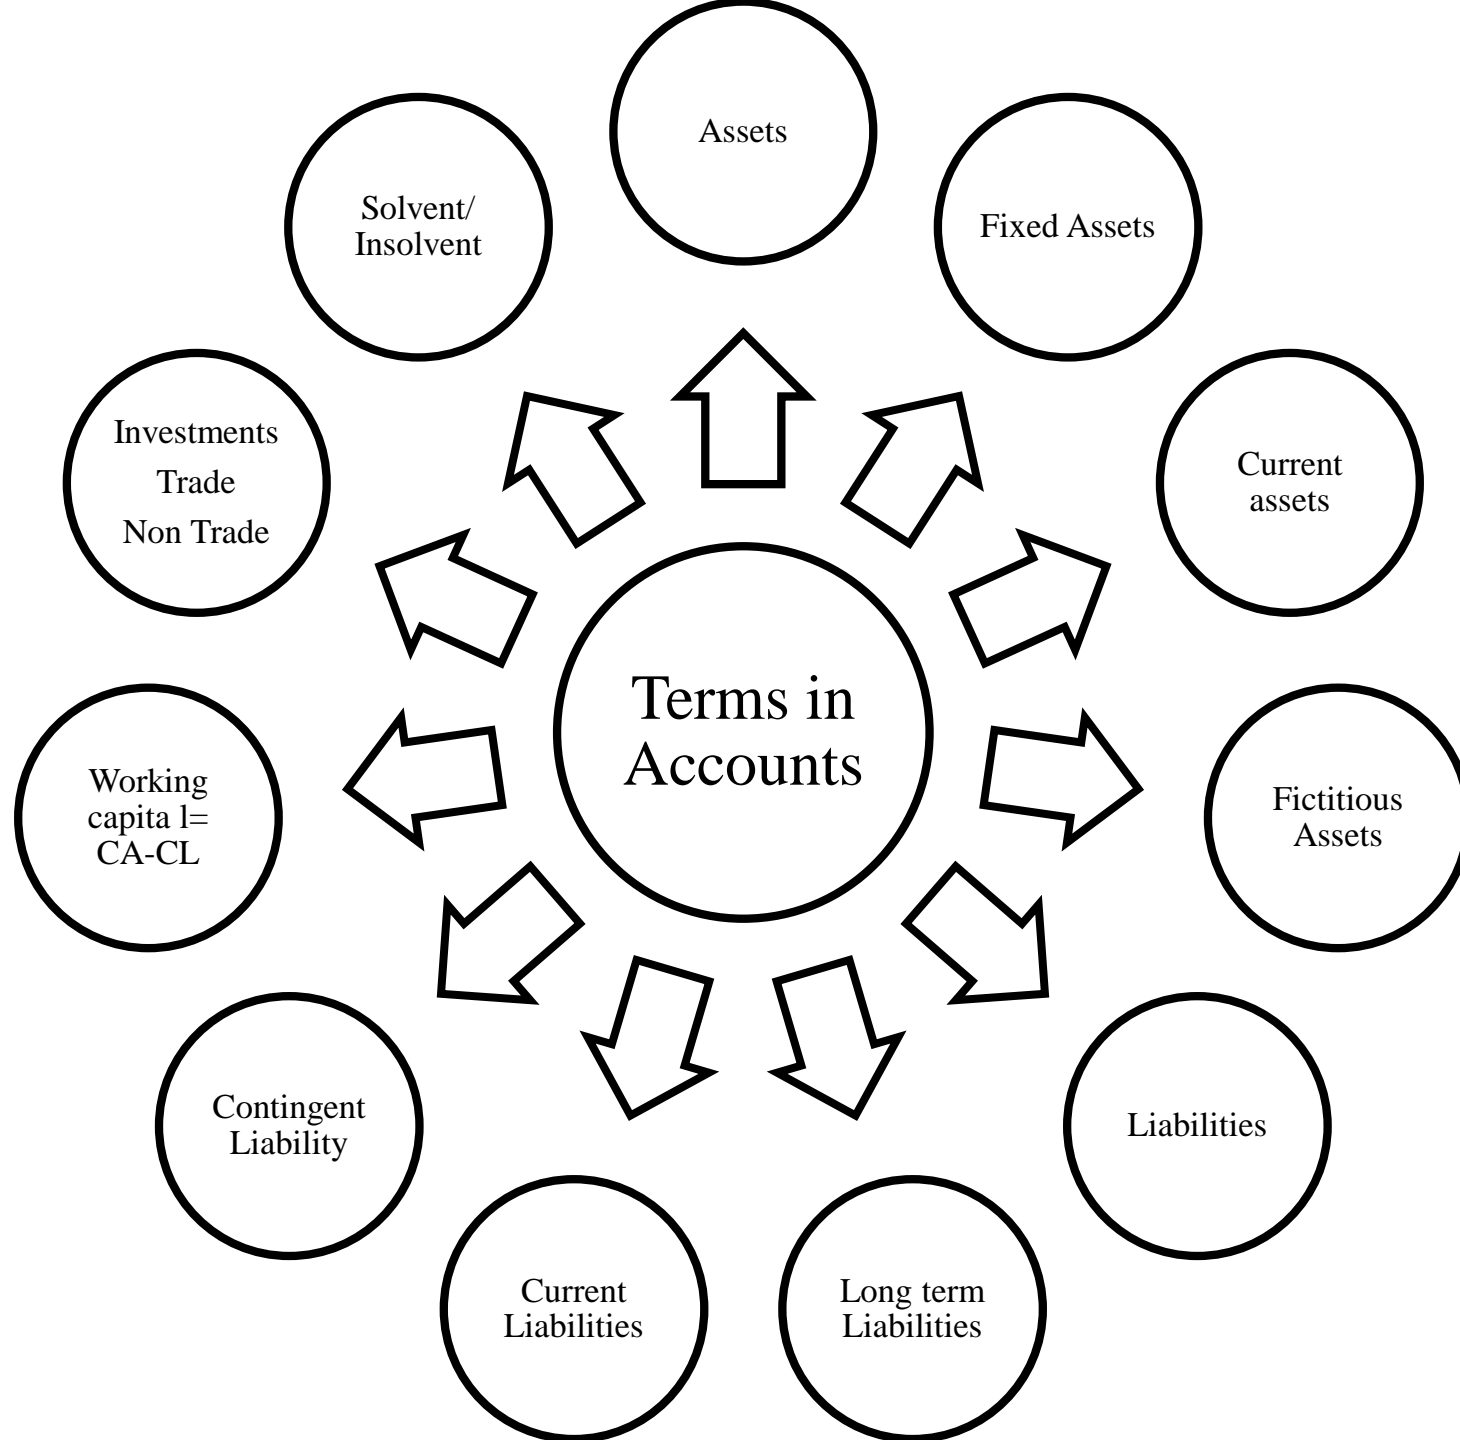 Assets
Fixed Assets
Current
assets
Fictitious
Assets
Liabilities
Long term
Liabilities
Current
Liabilities
Contingent
Liability
Working
capita l=
CA-CL
Investments
Trade
Non Trade
Solvent/
Insolvent
Terms in
Accounts